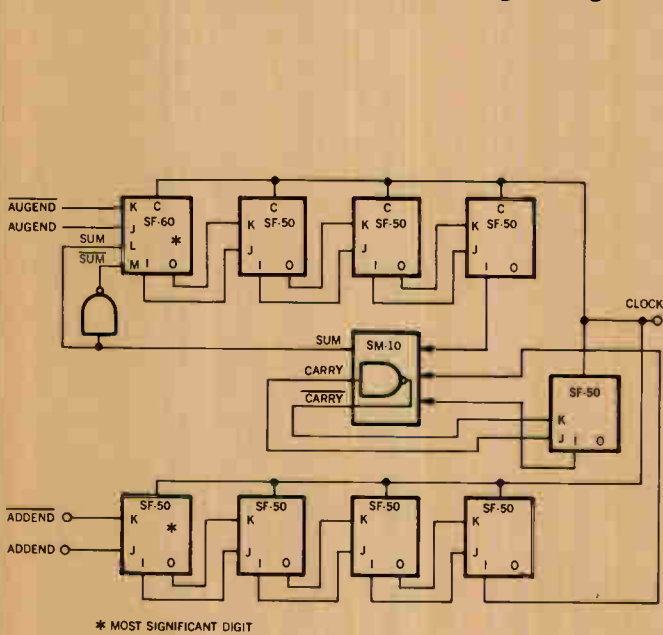 C C C C
K SF-60 K SF-50 K SF-50 K SF-50
AUGEND
AUGEND J * J J J
SUM L
SUM M I O I O I O I O
CLOCK
SUM SM-10
CARRY
CARRY
SF-50
K
J I O
SF-50 SF-50 SF-50 SF-50
ADDEND K * K K K
ADDEND J J J J
I O I O I O I O
* MOST SIGNIFICANT DIGIT